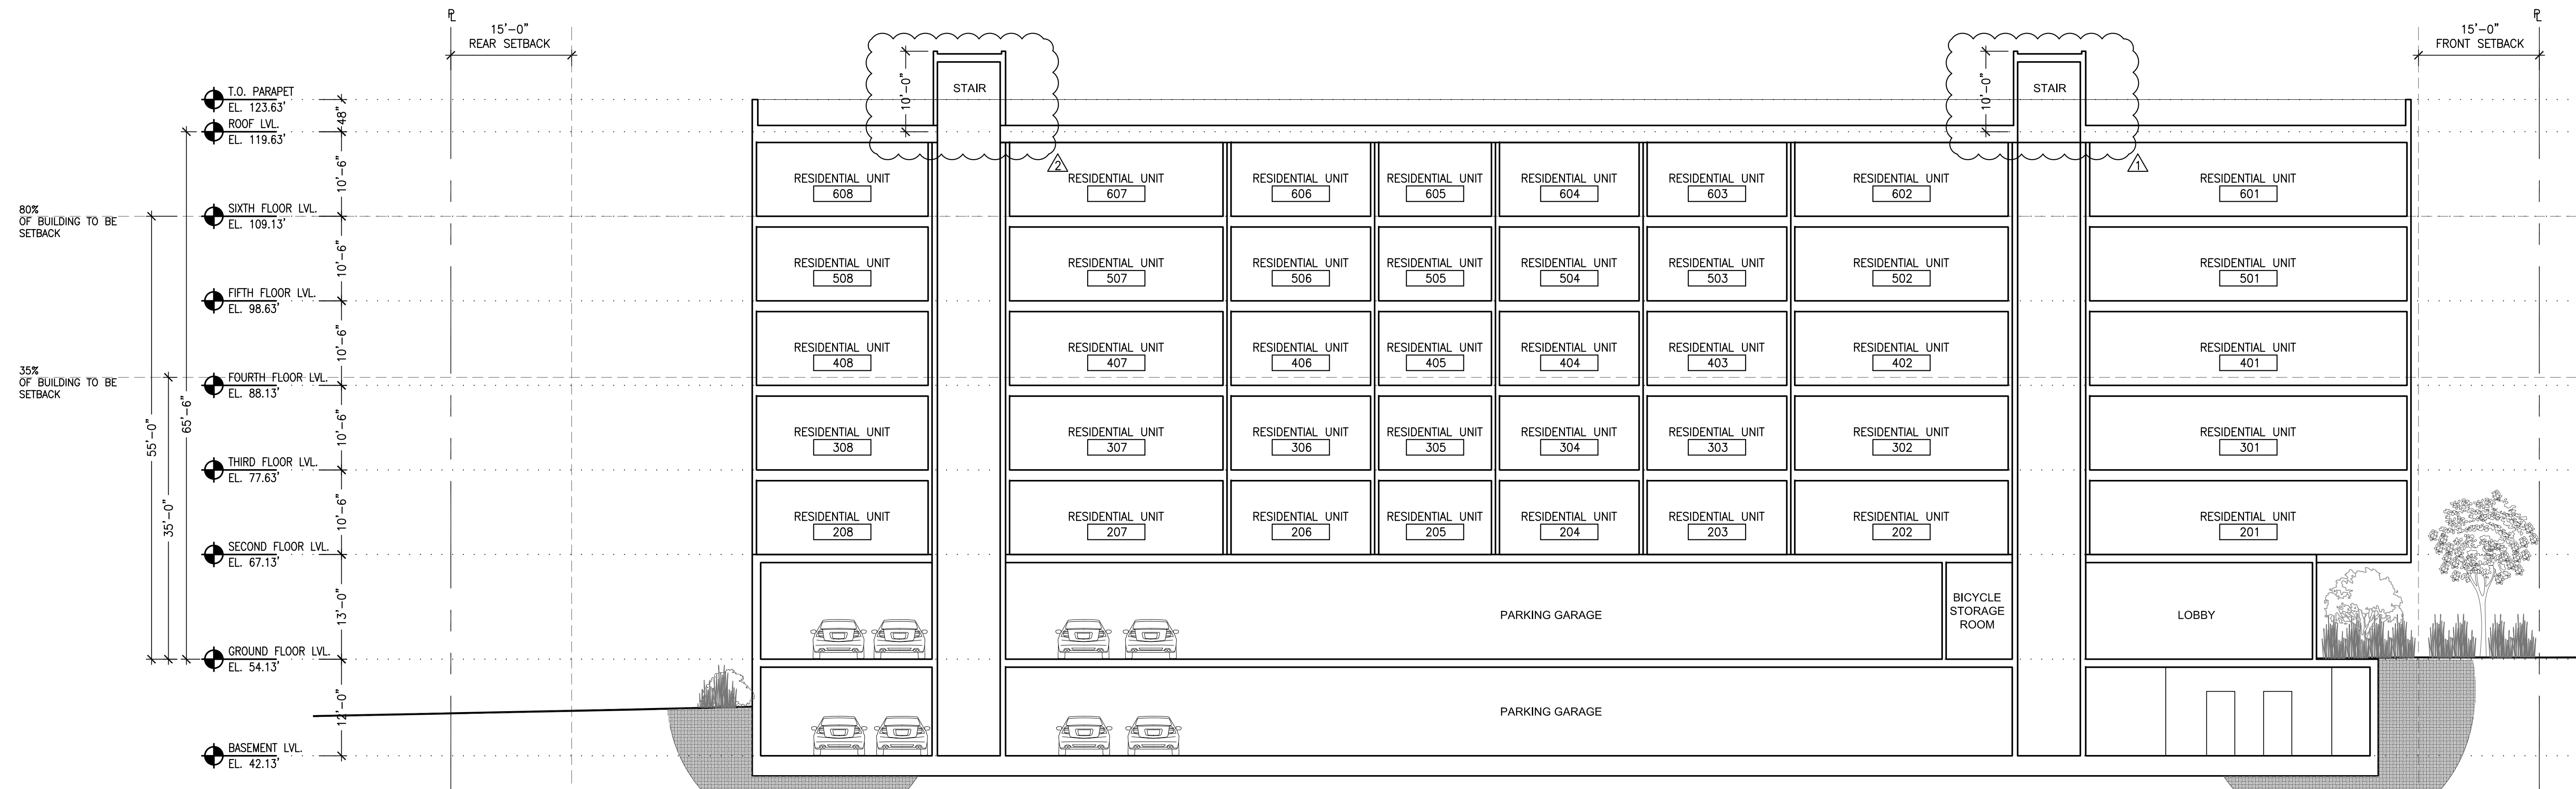 ℄
15'-0"
REAR SETBACK
15'-0"
FRONT SETBACK
℄
T.O. PARAPET
EL. 123.63'
48"
ROOF LVL.
EL. 119.63'
10'-6"
80%
OF BUILDING TO BE
SETBACK
SIXTH FLOOR LVL.
EL. 109.13'
10'-6"
FIFTH FLOOR LVL.
EL. 98.63'
10'-6"
35%
OF BUILDING TO BE
SETBACK
FOURTH FLOOR LVL.
EL. 88.13'
10'-6"
THIRD FLOOR LVL.
EL. 77.63'
10'-6"
SECOND FLOOR LVL.
EL. 67.13'
13'-0"
GROUND FLOOR LVL.
EL. 54.13'
12'-0"
BASEMENT LVL.
EL. 42.13'
55'-0"
35'-0"
65'-6"
10'-0"
STAIR
2
10'-0"
STAIR
1
RESIDENTIAL UNIT
608
RESIDENTIAL UNIT
607
RESIDENTIAL UNIT
606
RESIDENTIAL UNIT
605
RESIDENTIAL UNIT
604
RESIDENTIAL UNIT
603
RESIDENTIAL UNIT
602
RESIDENTIAL UNIT
601
RESIDENTIAL UNIT
508
RESIDENTIAL UNIT
507
RESIDENTIAL UNIT
506
RESIDENTIAL UNIT
505
RESIDENTIAL UNIT
504
RESIDENTIAL UNIT
503
RESIDENTIAL UNIT
502
RESIDENTIAL UNIT
501
RESIDENTIAL UNIT
408
RESIDENTIAL UNIT
407
RESIDENTIAL UNIT
406
RESIDENTIAL UNIT
405
RESIDENTIAL UNIT
404
RESIDENTIAL UNIT
403
RESIDENTIAL UNIT
402
RESIDENTIAL UNIT
401
RESIDENTIAL UNIT
308
RESIDENTIAL UNIT
307
RESIDENTIAL UNIT
306
RESIDENTIAL UNIT
305
RESIDENTIAL UNIT
304
RESIDENTIAL UNIT
303
RESIDENTIAL UNIT
302
RESIDENTIAL UNIT
301
RESIDENTIAL UNIT
208
RESIDENTIAL UNIT
207
RESIDENTIAL UNIT
206
RESIDENTIAL UNIT
205
RESIDENTIAL UNIT
204
RESIDENTIAL UNIT
203
RESIDENTIAL UNIT
202
RESIDENTIAL UNIT
201
PARKING GARAGE
BICYCLE
STORAGE
ROOM
LOBBY
PARKING GARAGE